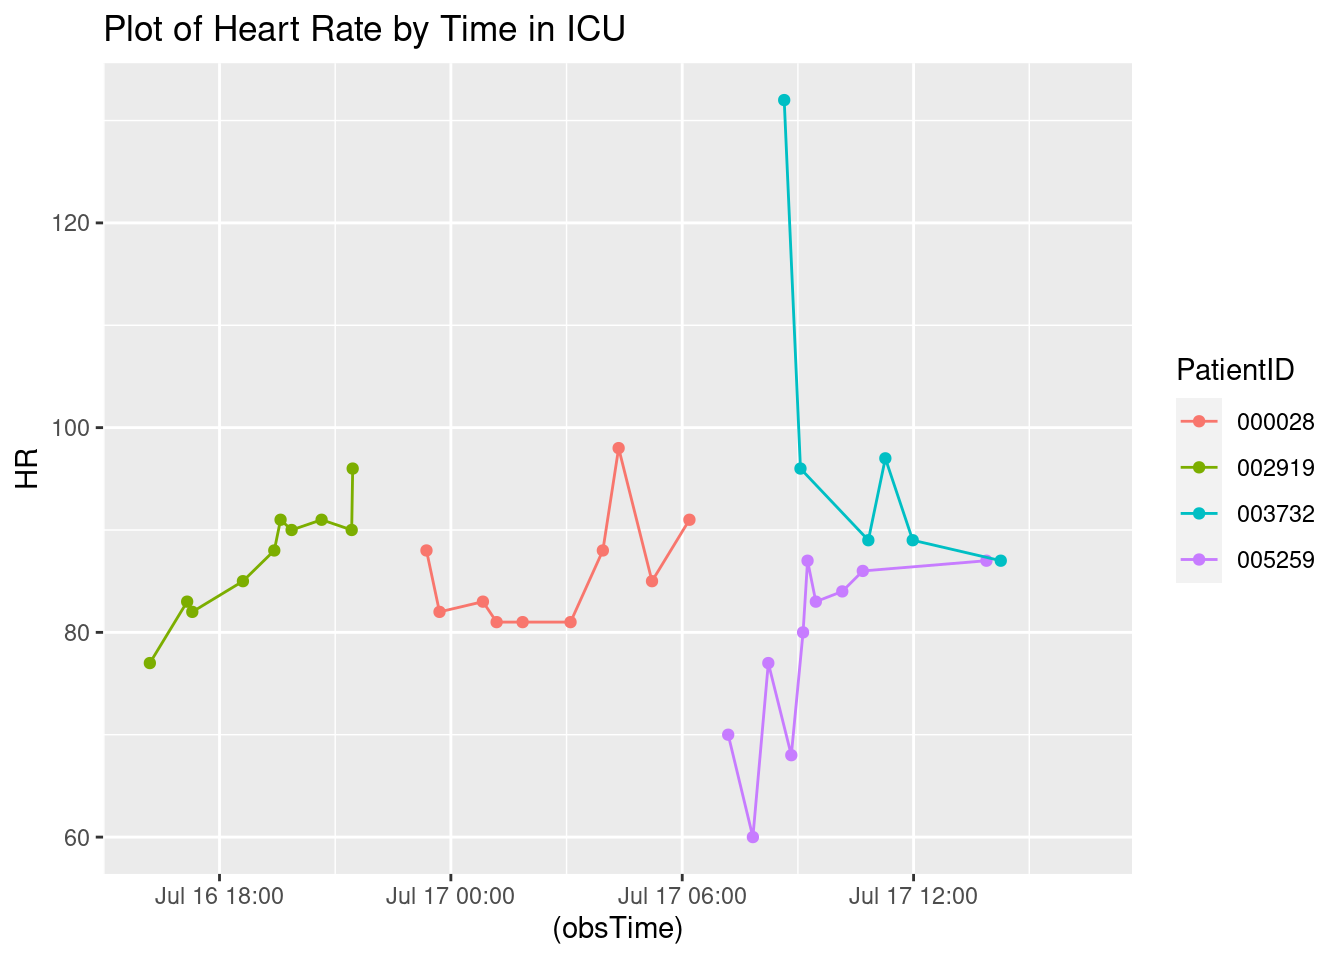 Plot of Heart Rate by Time in ICU
HR
120
100
80
60
Jul 16 18:00
Jul 17 00:00
Jul 17 06:00
Jul 17 12:00
(obsTime)
PatientID
000028
002919
003732
005259